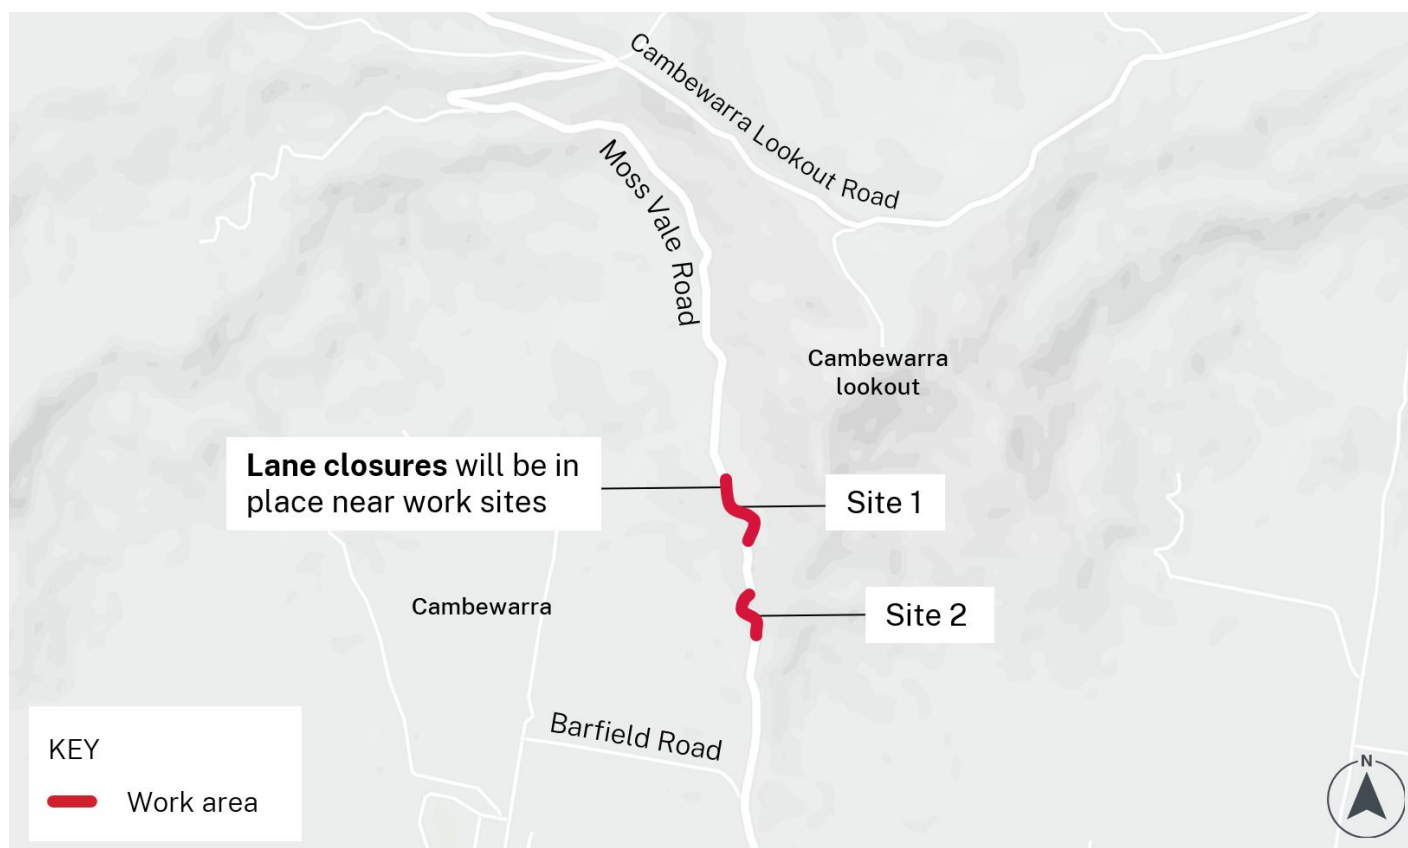 Cambewarra Lookout Road
Moss Vale Road
Cambewarra
lookout
Lane closures will be in
place near work sites
Site 1
Cambewarra
Site 2
Barfield Road
KEY
Work area
N